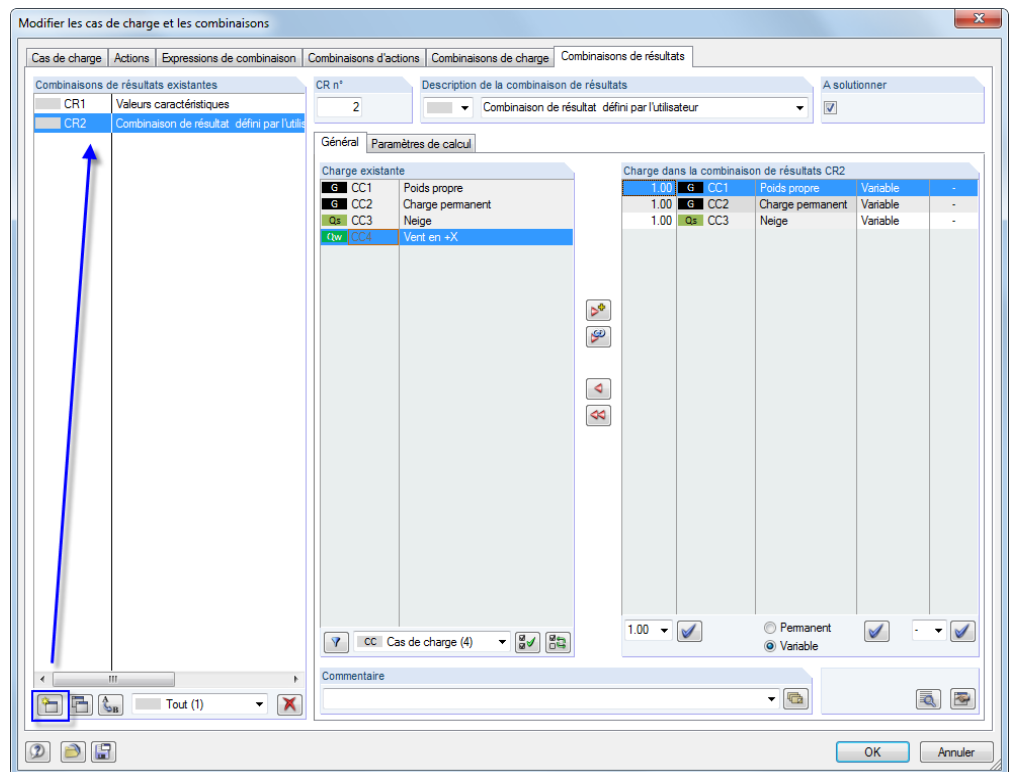 Modifier les cas de charge et les combinaisons
Cas de charge Actions Expressions de combinaison Combinaisons d'actions Combinaisons de charge Combinaisons de résultats
Combinaisons de résultats existantes
CR1 Valeurs caractéristiques
CR2 Combinaison de résultat défini par l'utilis
Tout (1)
CR n°
2
Description de la combinaison de résultats
Combinaison de résultat défini par l'utilisateur
A solutionner
Général Paramètres de calcul
Charge existante
G CC1 Poids propre
G CC2 Charge permanent
Qs CC3 Neige
Qw CC4 Vent en +X
CC Cas de charge (4)
Charge dans la combinaison de résultats CR2
1.00 G CC1 Poids propre Variable -
1.00 G CC2 Charge permanent Variable -
1.00 Qs CC3 Neige Variable -
1.00
Permanent
Variable
-
Commentaire
OK Annuler